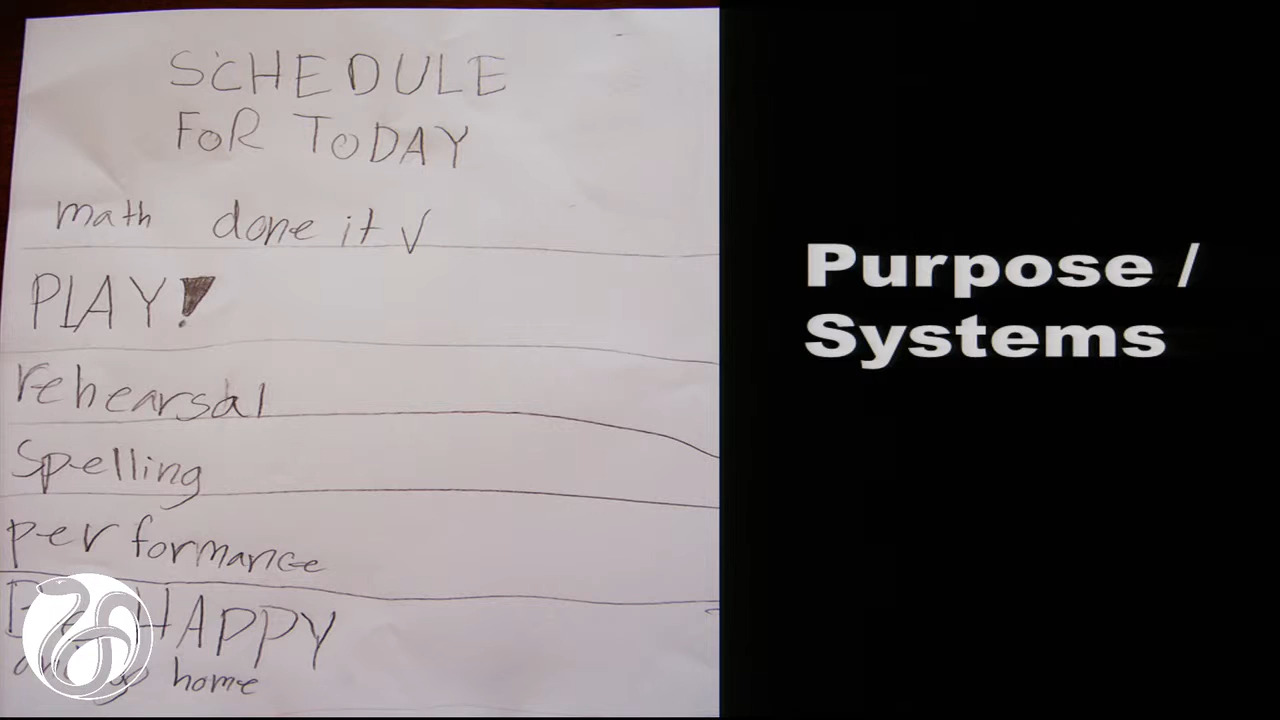 SCHEDULE
FOR TODAY
math done it ✓
PLAY!
rehearsal
Spelling
performance
HAPPY
home
Purpose /
Systems